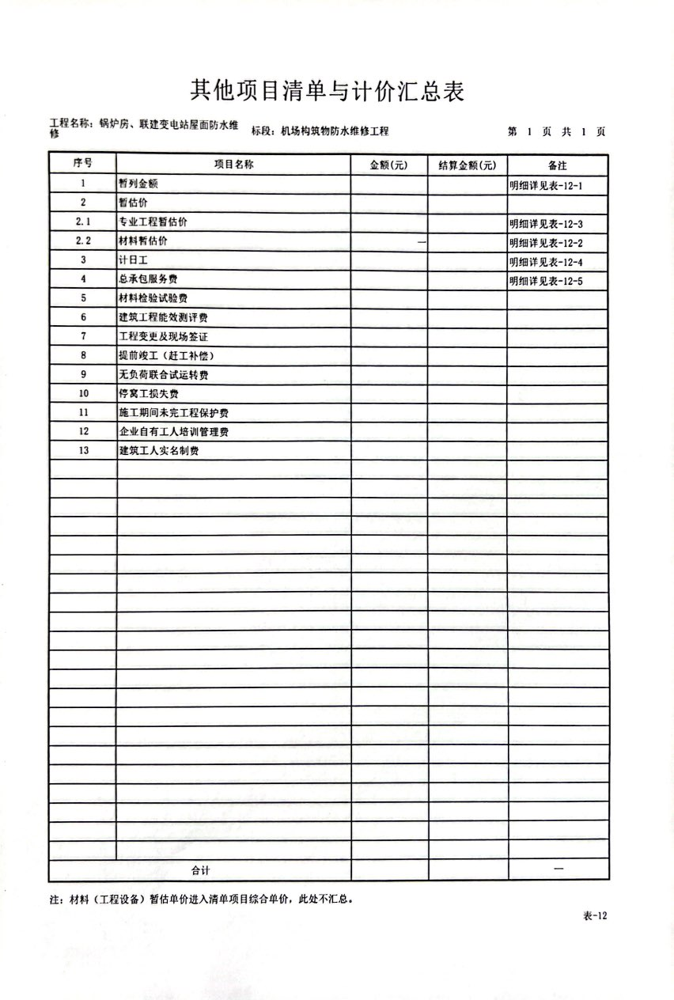 其他项目清单与计价汇总表
工程名称：锅炉房、联建变电站屋面防水维修 标段：机场构筑物防水维修工程 第 1 页 共 1 页
序号 项目名称 金额(元) 结算金额(元) 备注
1 暂列金额 明细详见表-12-1
2 暂估价
2.1 专业工程暂估价 明细详见表-12-3
2.2 材料暂估价 — 明细详见表-12-2
3 计日工 明细详见表-12-4
4 总承包服务费 明细详见表-12-5
5 材料检验试验费
6 建筑工程能效测评费
7 工程变更及现场签证
8 提前竣工（赶工补偿）
9 无负荷联合试运转费
10 停窝工损失费
11 施工期间未完工程保护费
12 企业自有工人培训管理费
13 建筑工人实名制费
合计 —
注：材料（工程设备）暂估单价进入清单项目综合单价，此处不汇总。
表-12